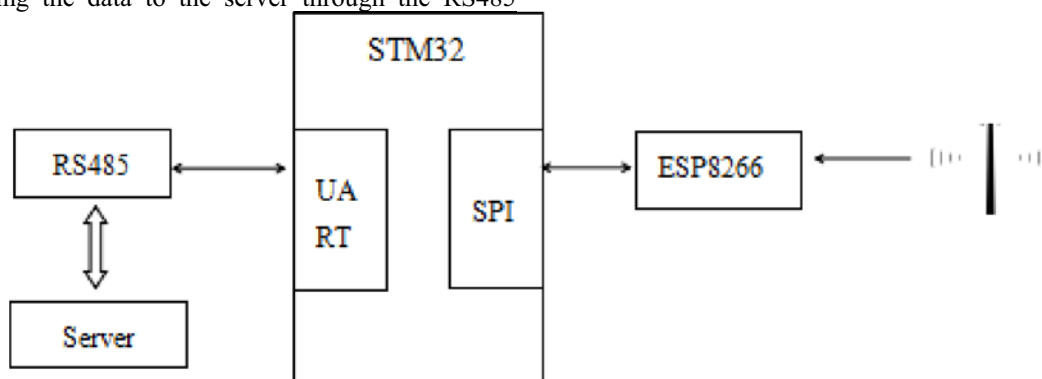 ing the data to the server through the RS485
STM32
RS485
UA
RT
SPI
ESP8266
Server